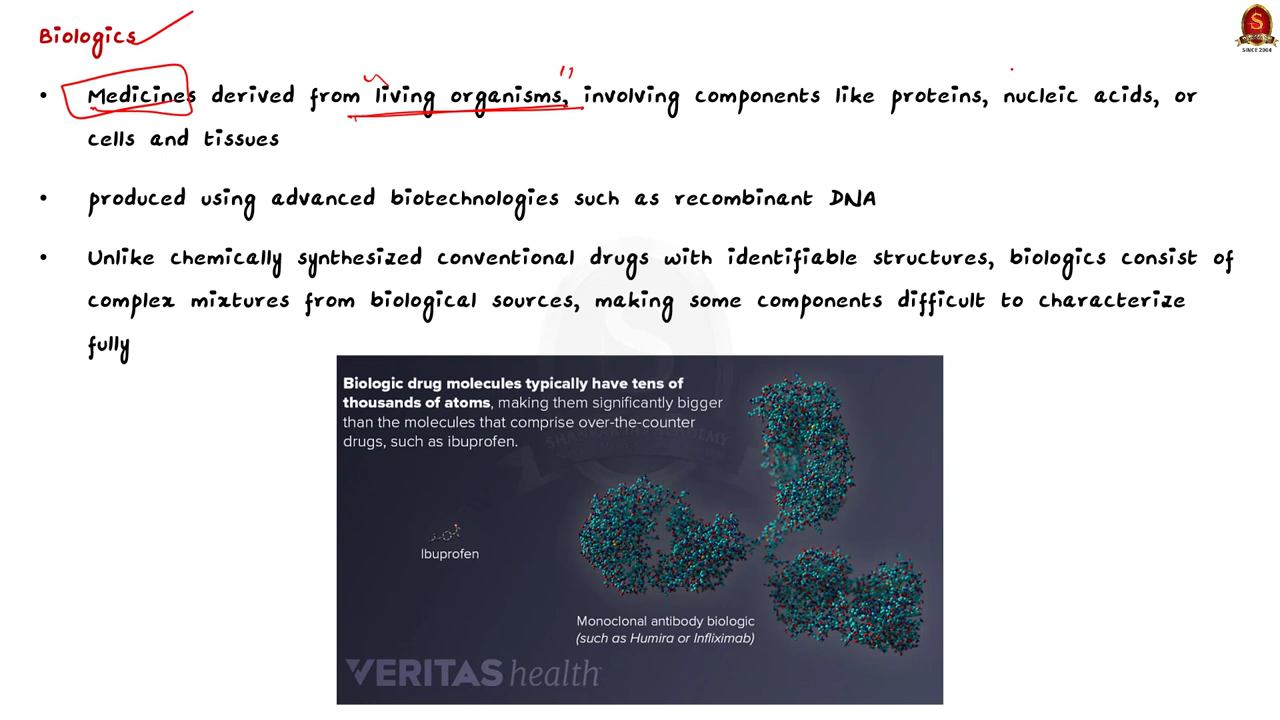 Biologics
• Medicines derived from living organisms, involving components like proteins, nucleic acids, or
cells and tissues
• produced using advanced biotechnologies such as recombinant DNA
• Unlike chemically synthesized conventional drugs with identifiable structures, biologics consist of
complex mixtures from biological sources, making some components difficult to characterize
fully
Biologic drug molecules typically have tens of
thousands of atoms, making them significantly bigger
than the molecules that comprise over-the-counter
drugs, such as ibuprofen.
Ibuprofen
Monoclonal antibody biologic
(such as Humira or Infliximab)
VERITAS health
SINCE 2004